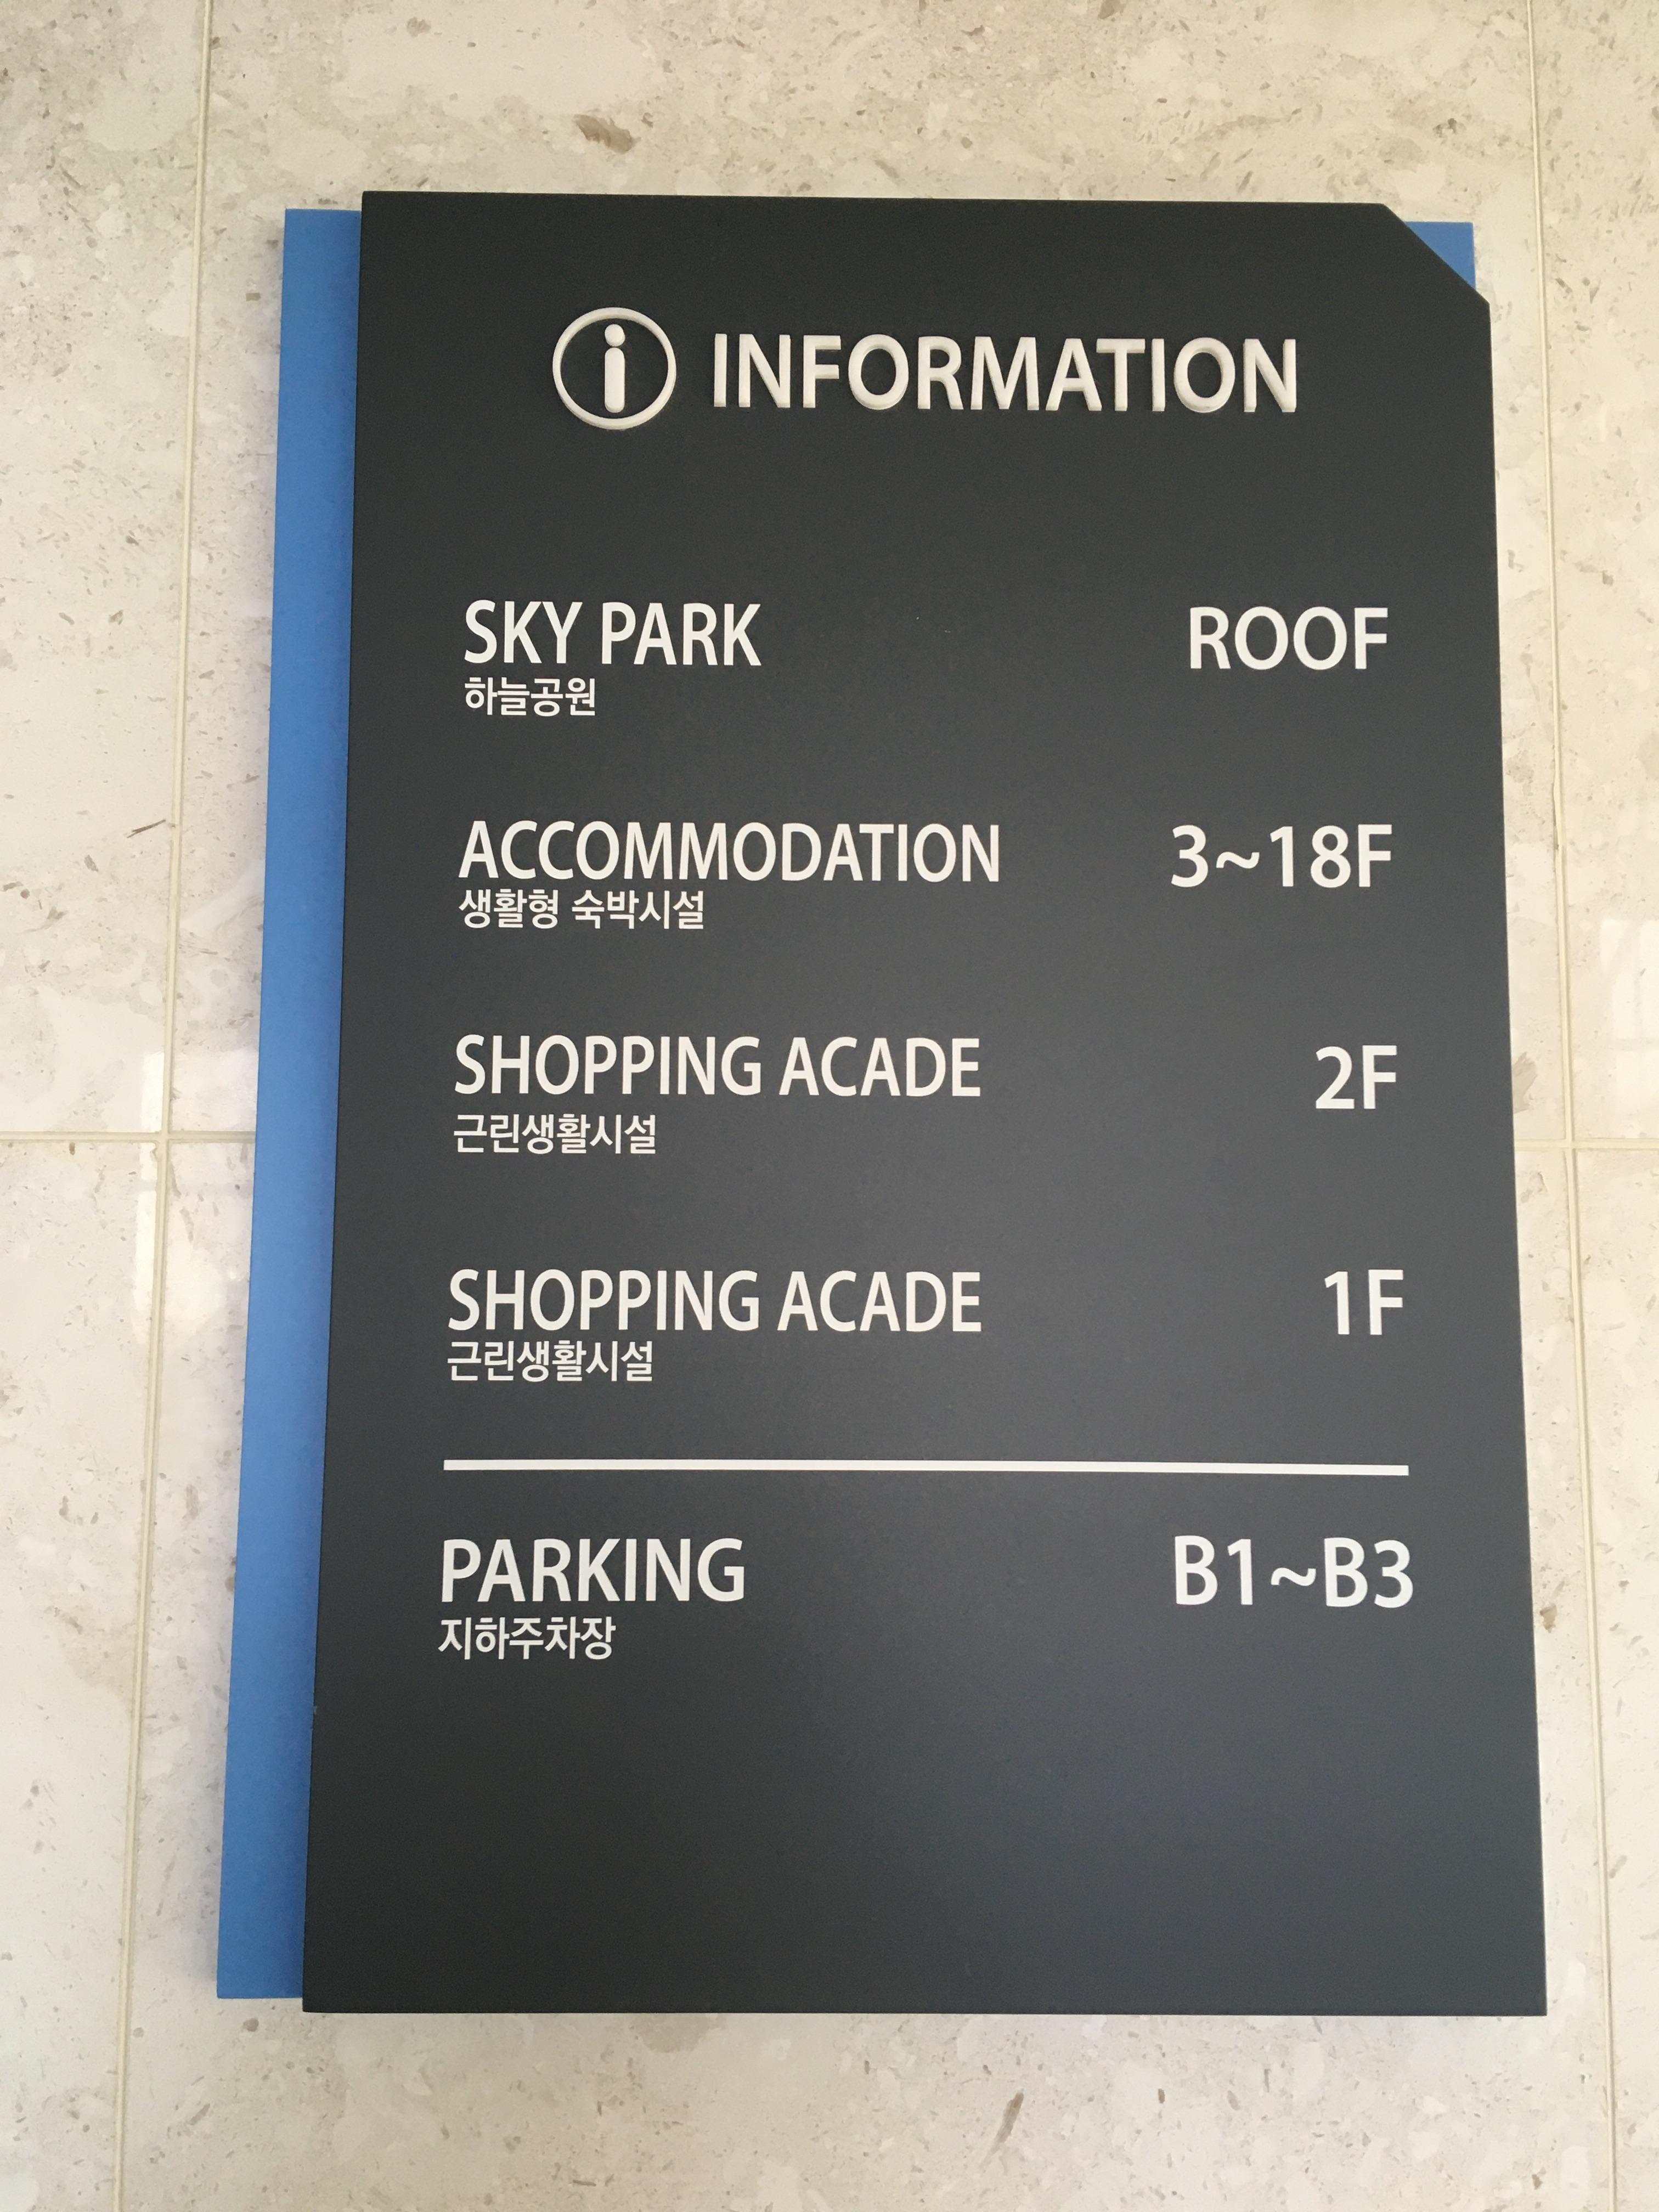 i INFORMATION
SKY PARK ROOF
하늘공원
ACCOMMODATION 3~18F
생활형 숙박시설
SHOPPING ACADE 2F
근린생활시설
SHOPPING ACADE 1F
근린생활시설
PARKING B1~B3
지하주차장